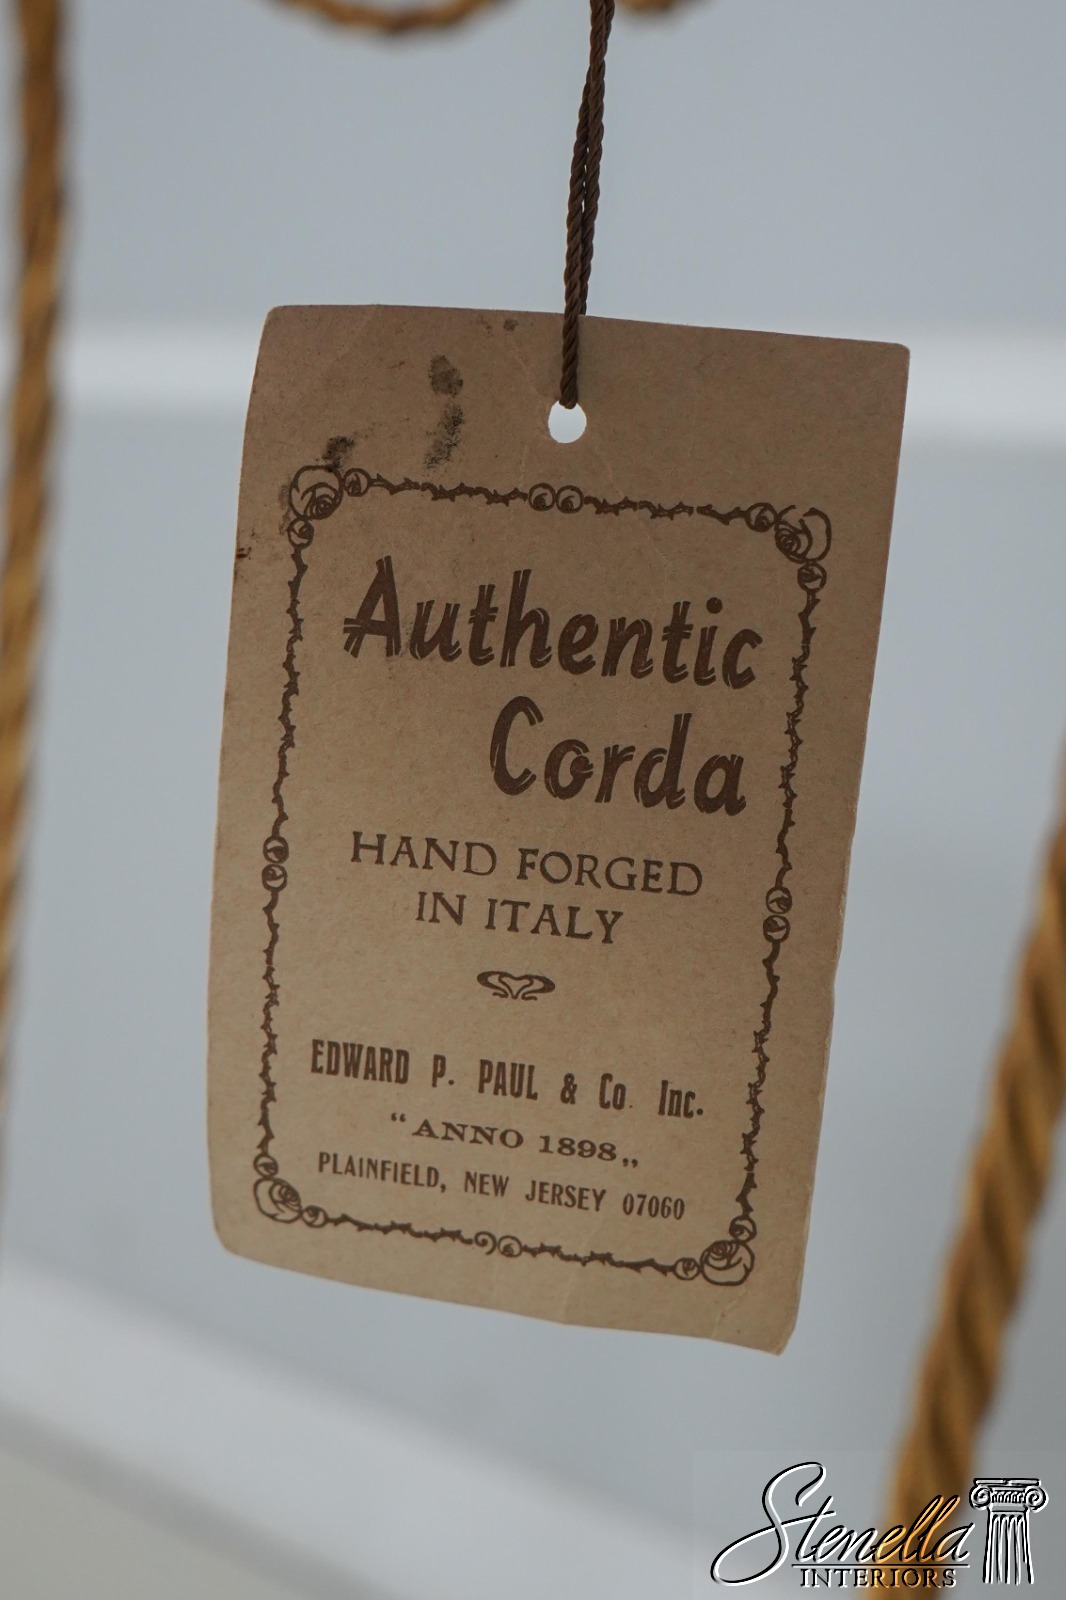 Authentic
Corda
HAND FORGED
IN ITALY
EDWARD P. PAUL & Co. Inc.
“ANNO 1898„
PLAINFIELD, NEW JERSEY 07060
Stenella
INTERIORS